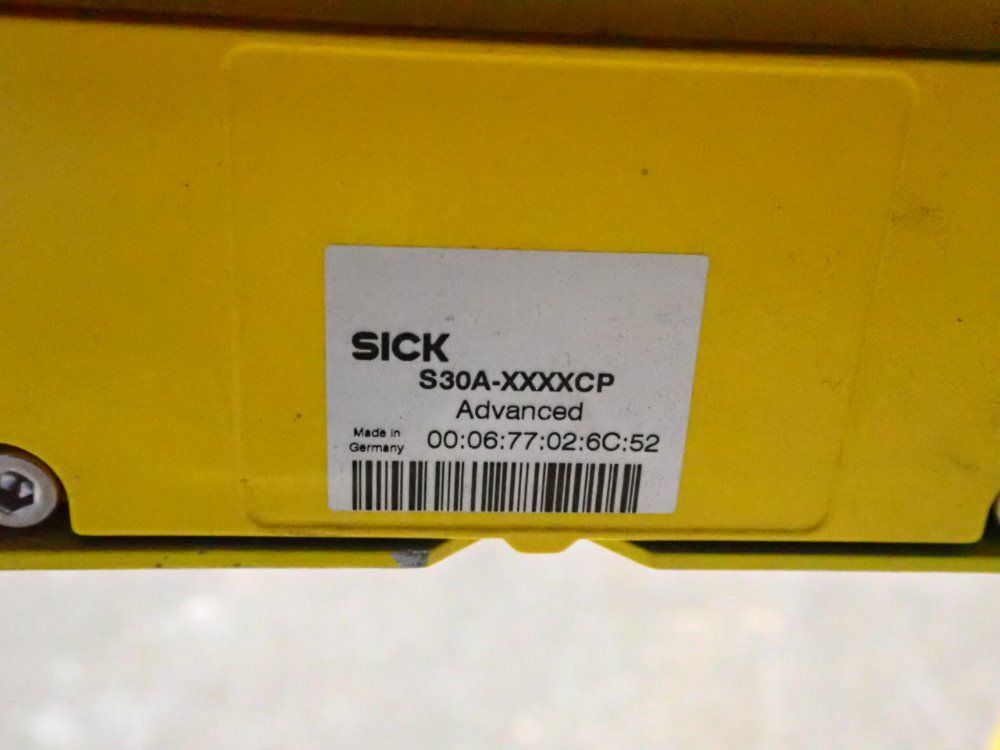 SICK
S30A-XXXXCP
Advanced
Made in
Germany
00:06:77:02:6C:52